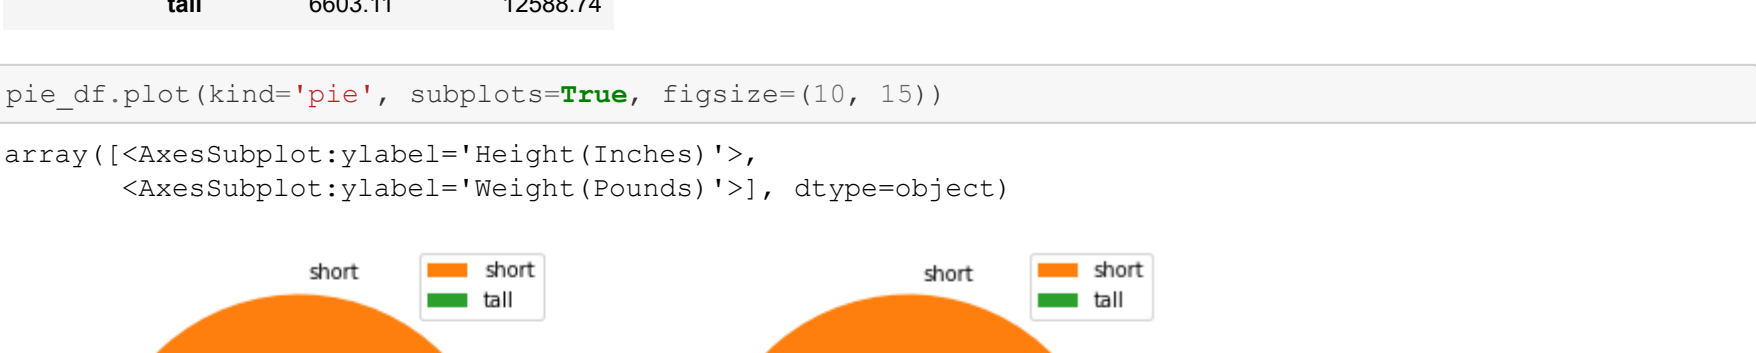 tall 6603.11 12588.74
pie_df.plot(kind='pie', subplots=True, figsize=(10, 15))
array([<AxesSubplot:ylabel='Height(Inches)'>,
       <AxesSubplot:ylabel='Weight(Pounds)'>], dtype=object)
short short short short
tall tall